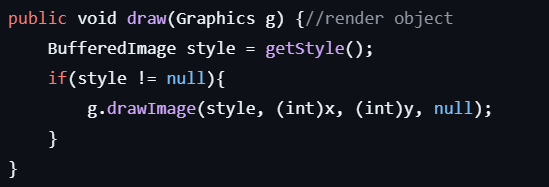 public void draw(Graphics g) {//render object
    BufferedImage style = getStyle();
    if(style != null){
        g.drawImage(style, (int)x, (int)y, null);
    }
}